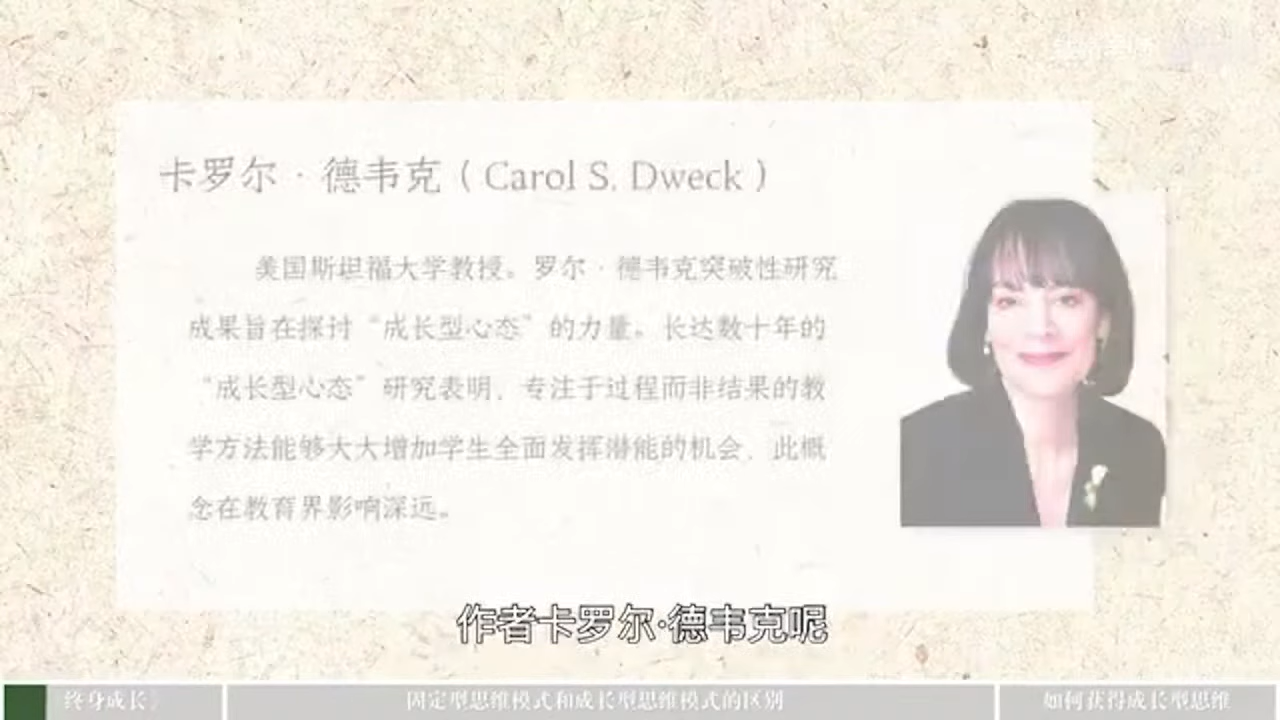 卡罗尔·德韦克（Carol S. Dweck）
美国斯坦福大学教授。罗尔·德韦克突破性研究
成果旨在探讨“成长型心态”的力量。长达数十年的
“成长型心态”研究表明，专注于过程而非结果的教
学方法能够大大增加学生全面发挥潜能的机会，此概
念在教育界影响深远。
作者卡罗尔·德韦克呢
终身成长
固定型思维模式和成长型思维模式的区别
如何获得成长型思维